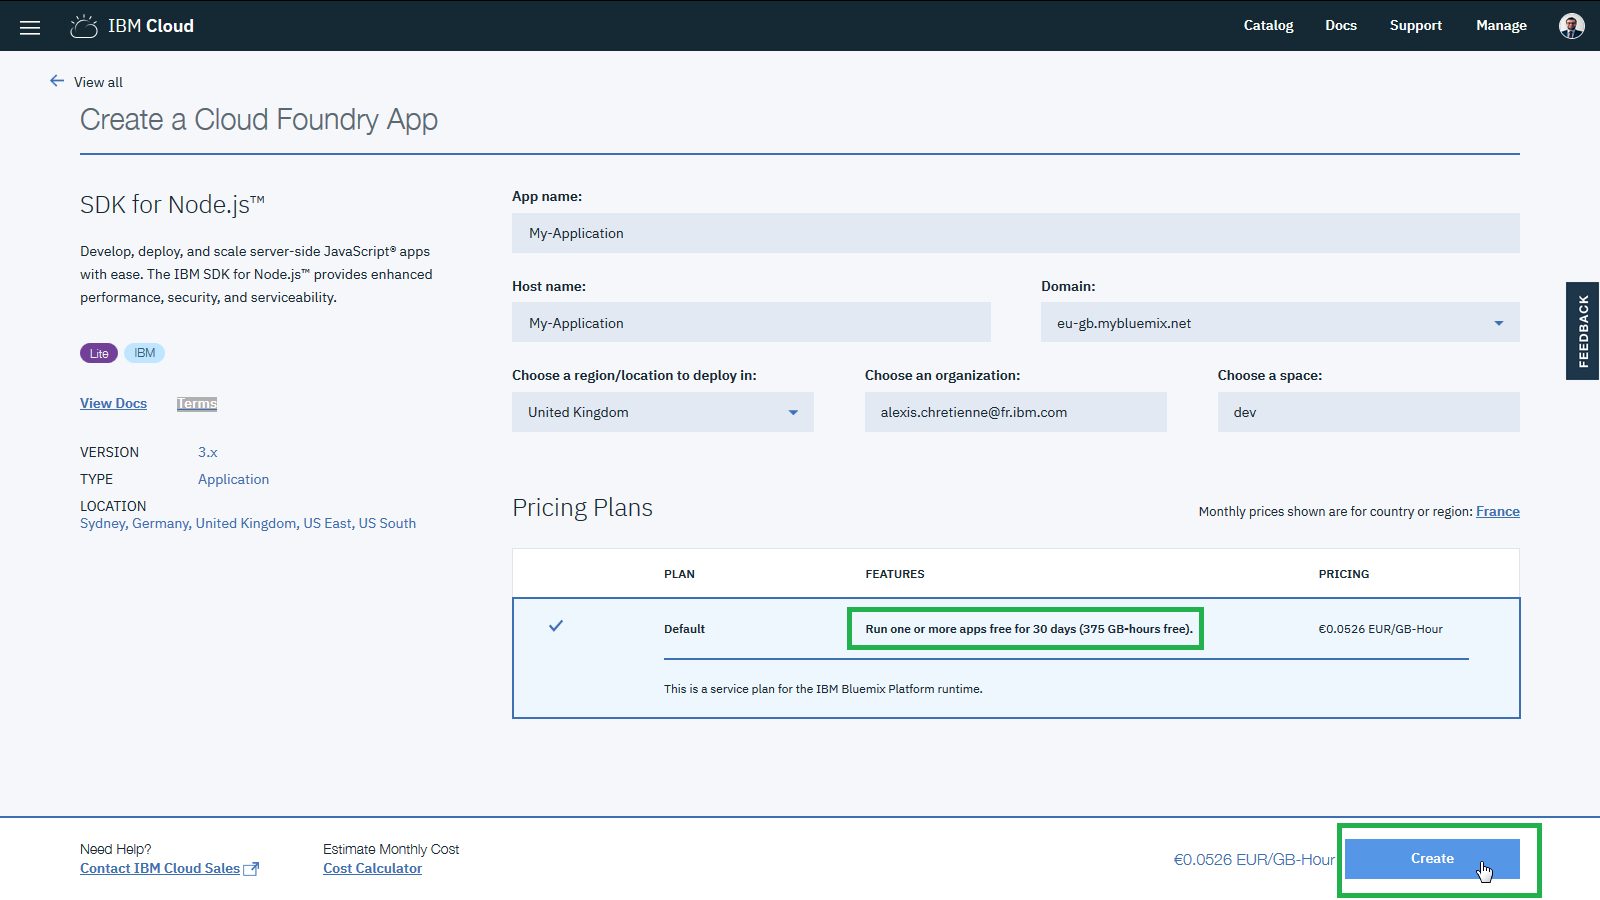 IBM Cloud
Catalog
Docs
Support
Manage
View all
Create a Cloud Foundry App
SDK for Node.js™
Develop, deploy, and scale server-side JavaScript® apps
with ease. The IBM SDK for Node.js™ provides enhanced
performance, security, and serviceability.
Lite
IBM
View Docs
Terms
VERSION 3.x
TYPE Application
LOCATION
Sydney, Germany, United Kingdom, US East, US South
App name:
My-Application
Host name:
My-Application
Domain:
eu-gb.mybluemix.net
Choose a region/location to deploy in:
United Kingdom
Choose an organization:
alexis.chretienne@fr.ibm.com
Choose a space:
dev
FEEDBACK
Pricing Plans
Monthly prices shown are for country or region: France
PLAN FEATURES PRICING
Default Run one or more apps free for 30 days (375 GB-hours free). €0.0526 EUR/GB-Hour
This is a service plan for the IBM Bluemix Platform runtime.
Need Help?
Contact IBM Cloud Sales
Estimate Monthly Cost
Cost Calculator
€0.0526 EUR/GB-Hour
Create